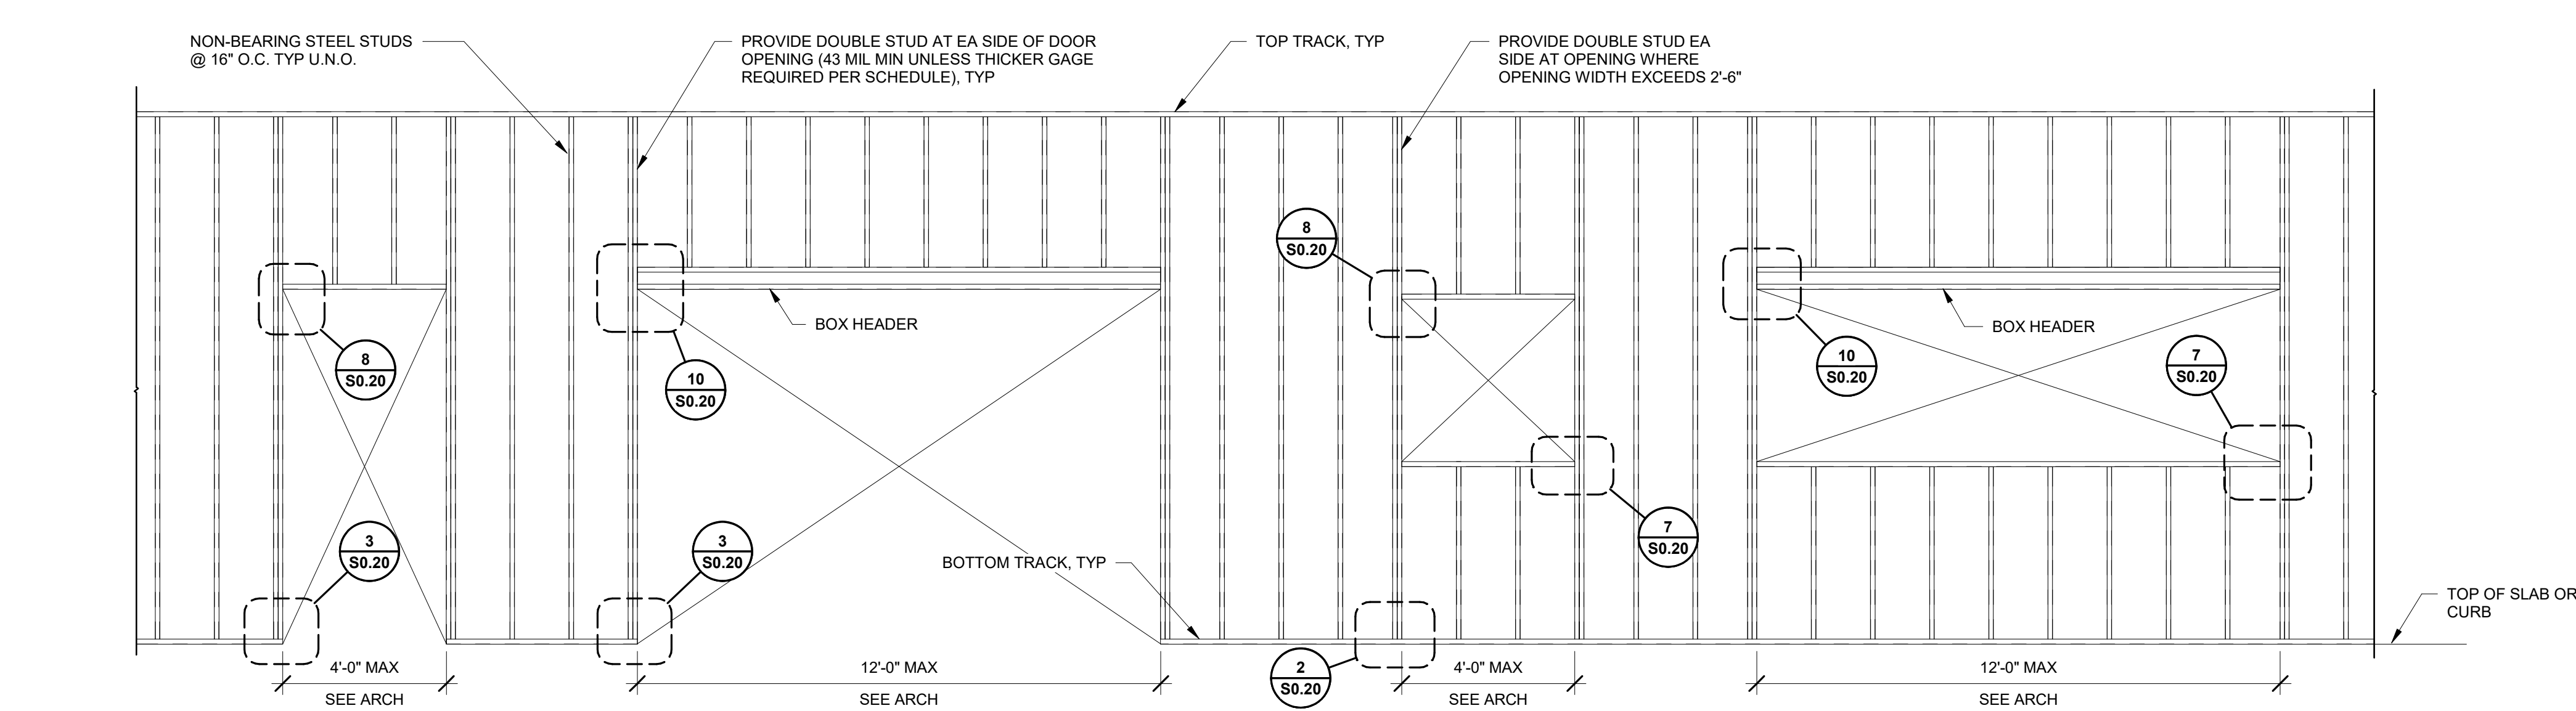 NON-BEARING STEEL STUDS
@ 16" O.C. TYP U.N.O.
PROVIDE DOUBLE STUD AT EA SIDE OF DOOR
OPENING (43 MIL MIN UNLESS THICKER GAGE
REQUIRED PER SCHEDULE), TYP
TOP TRACK, TYP
PROVIDE DOUBLE STUD EA
SIDE AT OPENING WHERE
OPENING WIDTH EXCEEDS 2'-6"
8
S0.20
BOX HEADER
BOX HEADER
8
S0.20
10
S0.20
10
S0.20
7
S0.20
3
S0.20
3
S0.20
7
S0.20
BOTTOM TRACK, TYP
TOP OF SLAB OR
CURB
2
S0.20
4'-0" MAX
SEE ARCH
12'-0" MAX
SEE ARCH
4'-0" MAX
SEE ARCH
12'-0" MAX
SEE ARCH